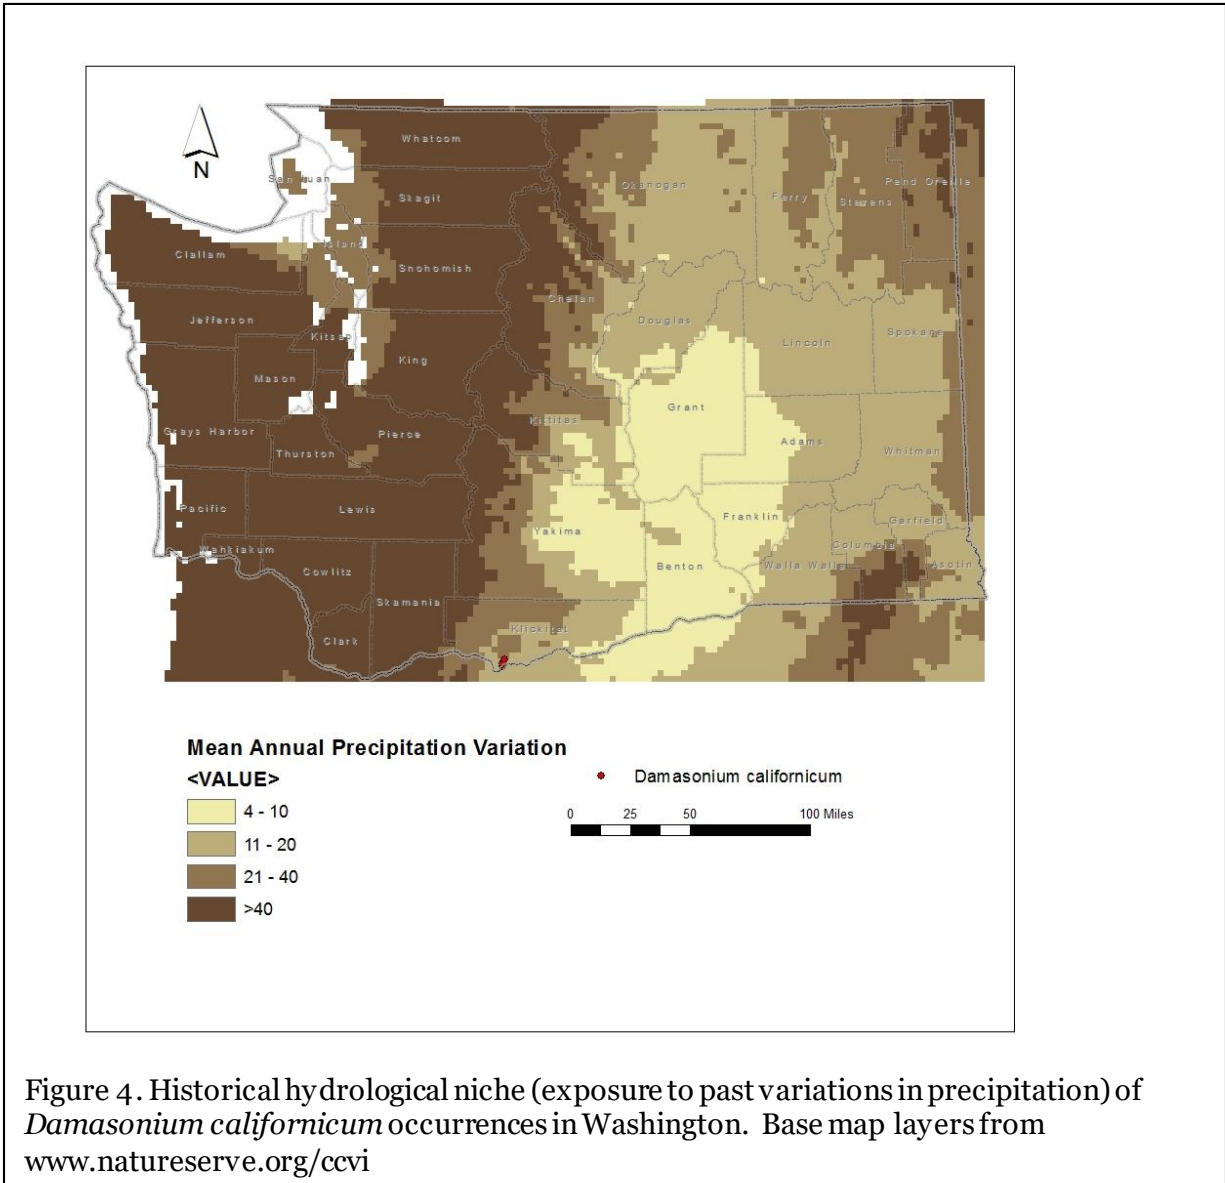 N
Whatcom
San Juan
Skagit
Island
Clallam
Snohomish
Okanogan
Ferry
Stevens
Pend Oreille
Chelan
Jefferson
Kitsap
Douglas
Lincoln
Spokane
King
Mason
Grant
Kittitas
Grays Harbor
Pierce
Adams
Thurston
Whitman
Pacific
Lewis
Yakima
Franklin
Garfield
Wahkiakum
Columbia
Cowlitz
Benton
Walla Walla
Asotin
Skamania
Klickitat
Clark
Mean Annual Precipitation Variation
<VALUE>
4 - 10
11 - 20
21 - 40
>40
Damasonium californicum
0 25 50 100 Miles
Figure 4. Historical hydrological niche (exposure to past variations in precipitation) of
Damasonium californicum occurrences in Washington. Base map layers from
www.natureserve.org/ccvi